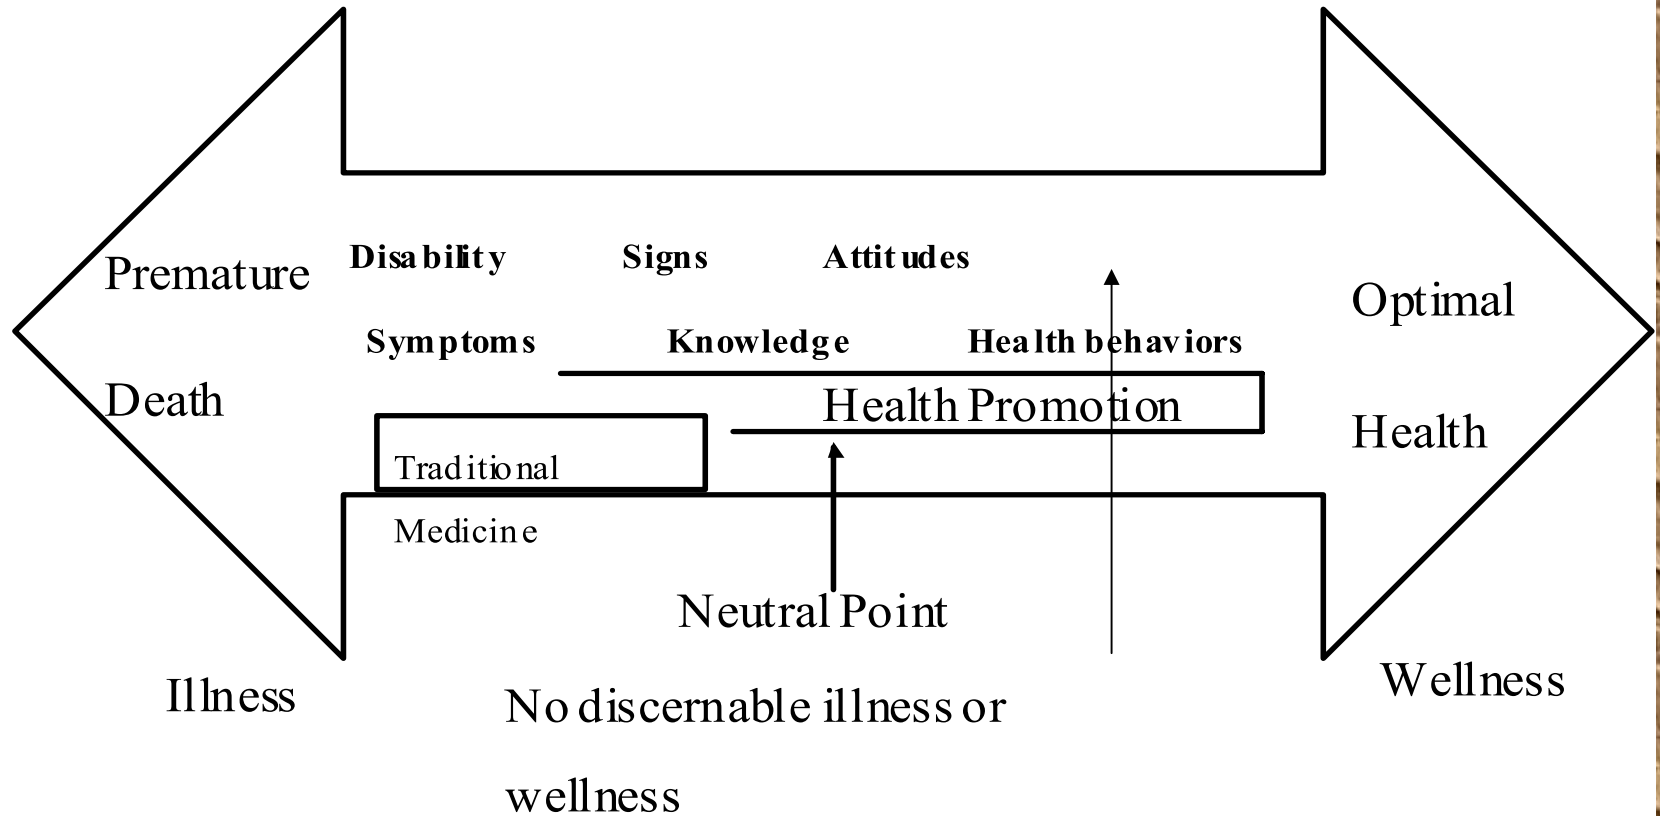 Disability Signs Attitudes
Premature
Optimal
Symptoms Knowledge Health behaviors
Death
Health Promotion
Health
Traditional
Medicine
Neutral Point
Illness
Wellness
No discernable illness or
wellness